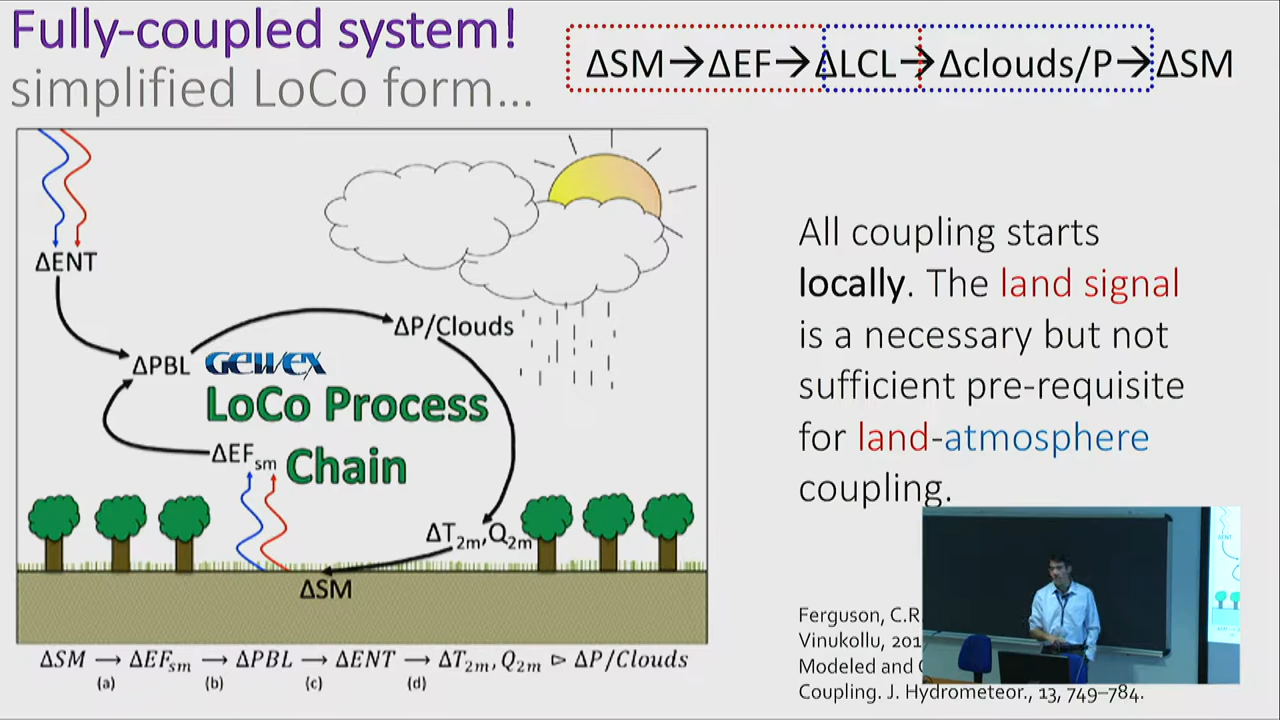 Fully-coupled system!
simplified LoCo form...
ΔSM→ΔEF→ΔLCL→Δclouds/P→ΔSM
ΔENT
ΔP/Clouds
ΔPBL GEWEX
LoCo Process
ΔEFsm Chain
ΔT2m,Q2m
ΔSM
ΔSM → ΔEFsm → ΔPBL → ΔENT → ΔT2m, Q2m ⊳ ΔP/Clouds
(a) (b) (c) (d)
All coupling starts
locally. The land signal
is a necessary but not
sufficient pre-requisite
for land-atmosphere
coupling.
Ferguson, C.R.
Vinukollu, 201
Modeled and
Coupling. J. Hydrometeor., 13, 749–784.